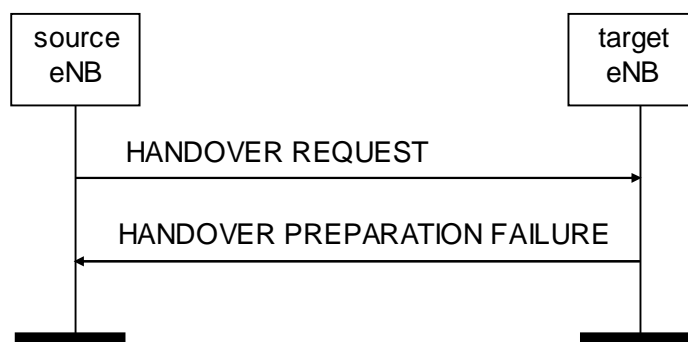 source
eNB
target
eNB
HANDOVER REQUEST
HANDOVER PREPARATION FAILURE